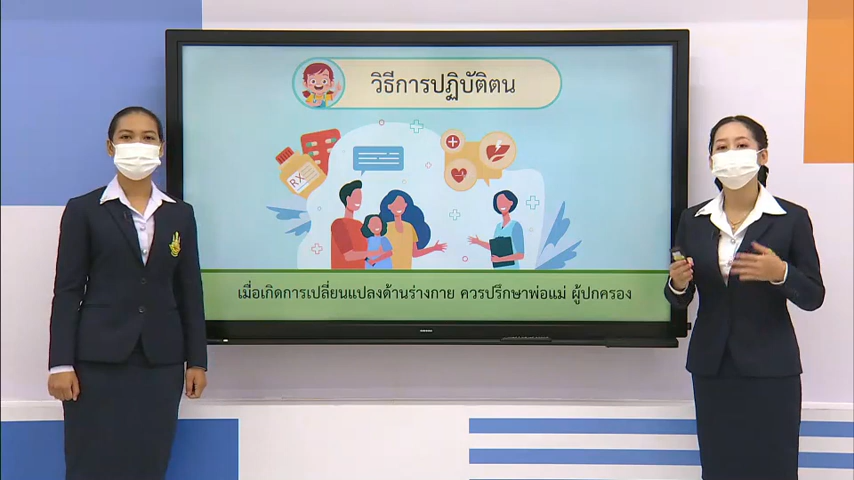 วิธีการปฏิบัติตน
RX
เมื่อเกิดการเปลี่ยนแปลงด้านร่างกาย ควรปรึกษาพ่อแม่ ผู้ปกครอง